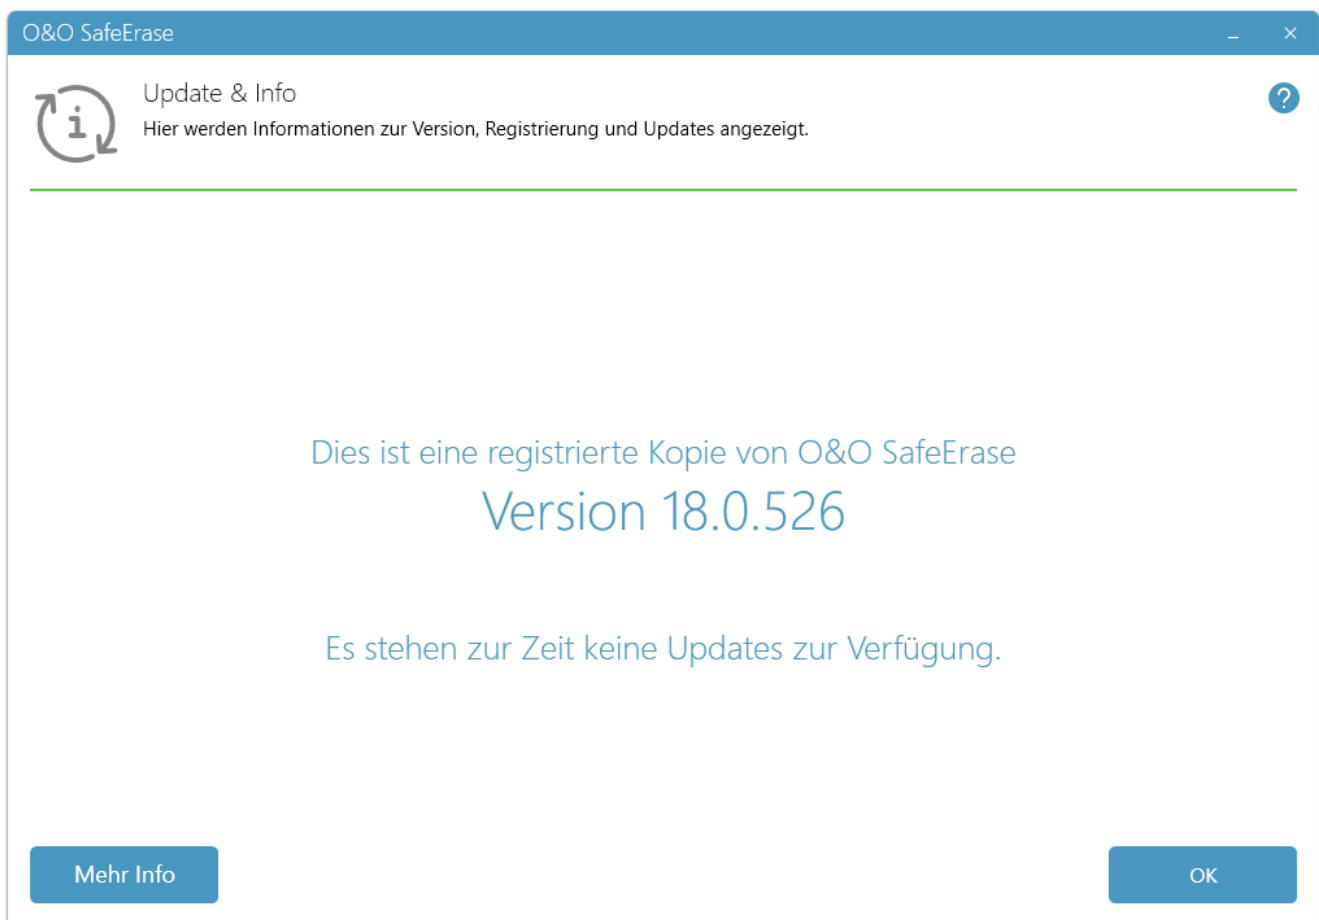 O&O SafeErase
Update & Info
Hier werden Informationen zur Version, Registrierung und Updates angezeigt.
Dies ist eine registrierte Kopie von O&O SafeErase
Version 18.0.526
Es stehen zur Zeit keine Updates zur Verfügung.
Mehr Info
OK